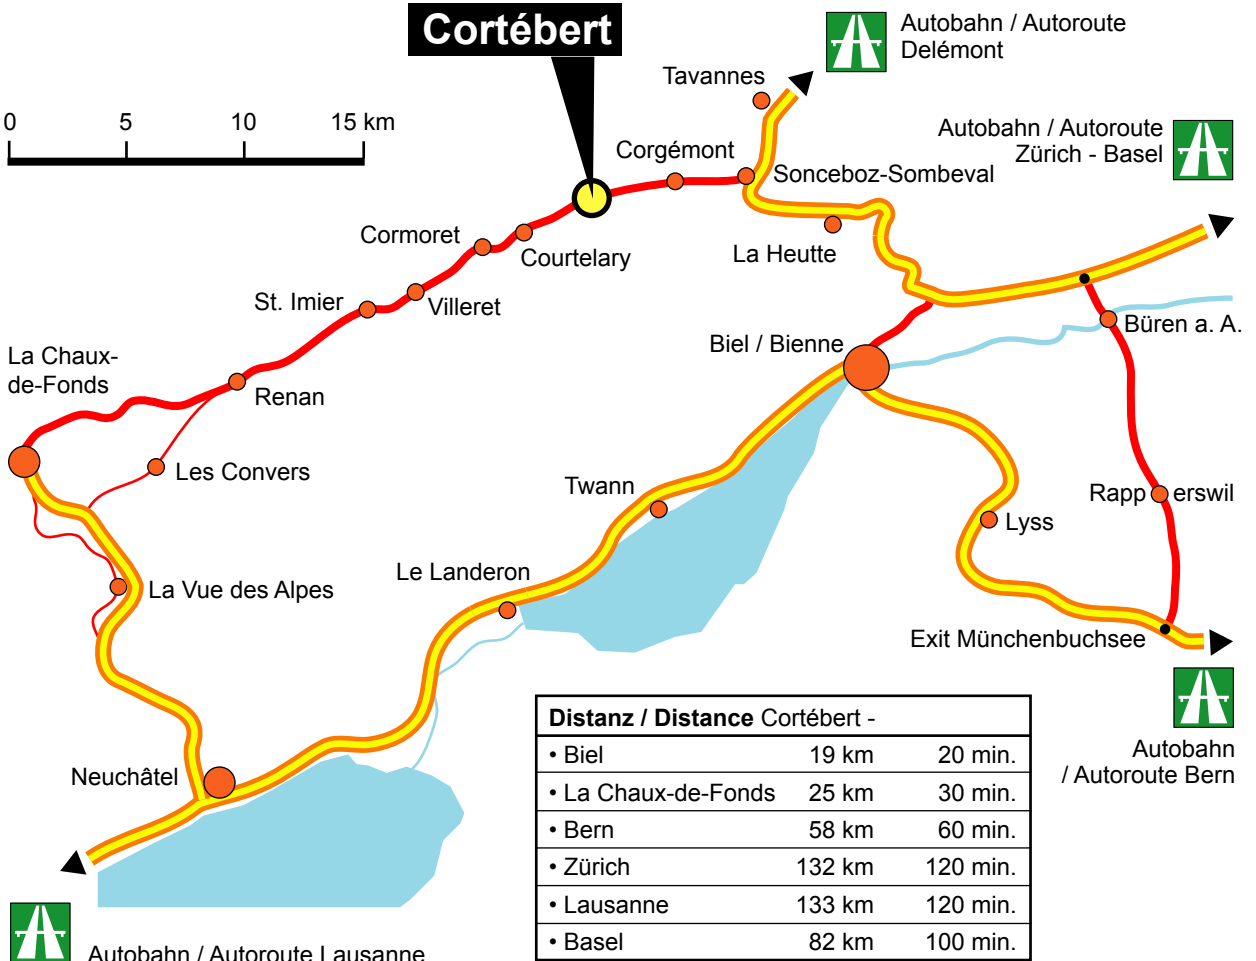 Cortébert
Autobahn / Autoroute
Delémont
Tavannes
0 5 10 15 km
Autobahn / Autoroute
Zürich - Basel
Corgémont
Sonceboz-Sombeval
Cormoret
Courtelary
La Heutte
St. Imier
Villeret
Büren a. A.
Biel / Bienne
La Chaux-
de-Fonds
Renan
Les Convers
Twann
Rapp erswil
Lyss
Le Landeron
La Vue des Alpes
Exit Münchenbuchsee
Autobahn
/ Autoroute Bern
Neuchâtel
Distanz / Distance Cortébert -
• Biel 19 km 20 min.
• La Chaux-de-Fonds 25 km 30 min.
• Bern 58 km 60 min.
• Zürich 132 km 120 min.
• Lausanne 133 km 120 min.
• Basel 82 km 100 min.
Autobahn / Autoroute Lausanne